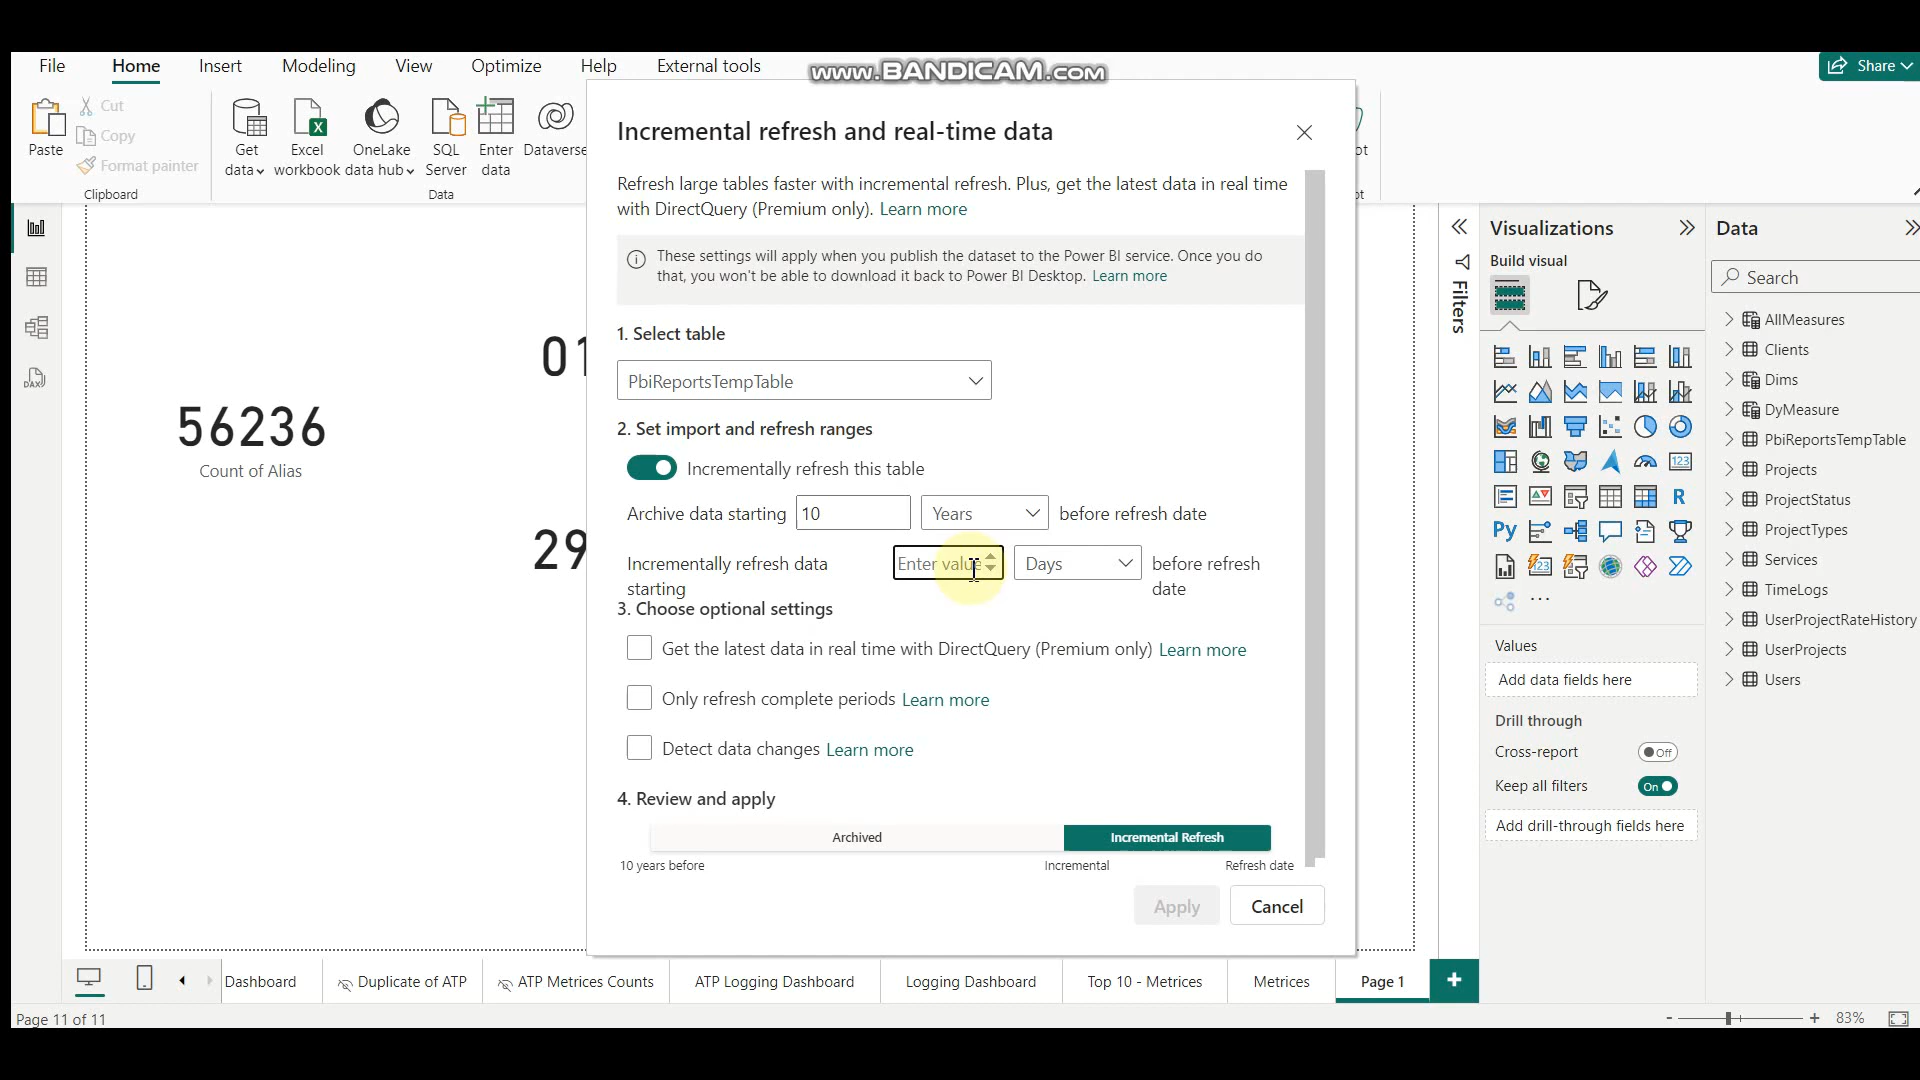 File Home Insert Modeling View Optimize Help External tools
www.BANDICAM.com
Share
Paste
Cut
Copy
Format painter
Clipboard
Get data
Excel workbook
OneLake data hub
SQL Server
Enter data
Dataverse
Data
Incremental refresh and real-time data
Refresh large tables faster with incremental refresh. Plus, get the latest data in real time
with DirectQuery (Premium only). Learn more
These settings will apply when you publish the dataset to the Power BI service. Once you do
that, you won't be able to download it back to Power BI Desktop. Learn more
1. Select table
PbiReportsTempTable
2. Set import and refresh ranges
Incrementally refresh this table
Archive data starting 10 Years before refresh date
Incrementally refresh data starting Enter value Days before refresh date
3. Choose optional settings
Get the latest data in real time with DirectQuery (Premium only) Learn more
Only refresh complete periods Learn more
Detect data changes Learn more
4. Review and apply
Archived Incremental Refresh
10 years before Incremental Refresh date
Apply Cancel
01
56236
Count of Alias
29
Filters
Visualizations
Build visual
123
R
Py
123
Values
Add data fields here
Drill through
Cross-report Off
Keep all filters On
Add drill-through fields here
Data
Search
AllMeasures
Clients
Dims
DyMeasure
PbiReportsTempTable
Projects
ProjectStatus
ProjectTypes
Services
TimeLogs
UserProjectRateHistory
UserProjects
Users
DAX
Dashboard Duplicate of ATP ATP Metrices Counts ATP Logging Dashboard Logging Dashboard Top 10 - Metrices Metrices Page 1 +
Page 11 of 11
- + 83%